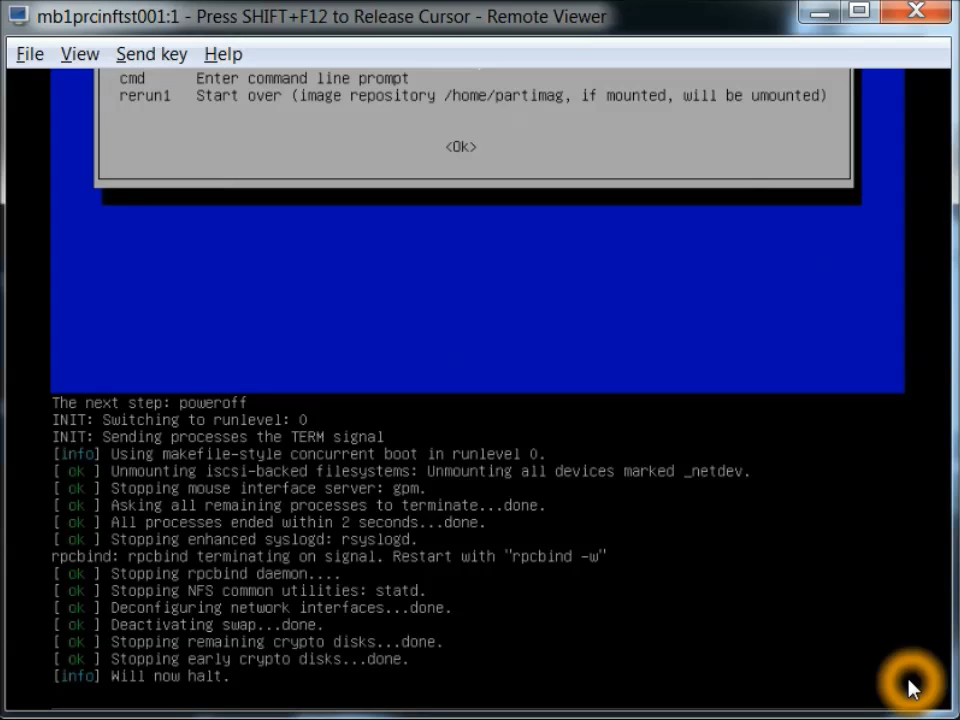 mb1prcinftst001:1 - Press SHIFT+F12 to Release Cursor - Remote Viewer
File View Send key Help
cmd Enter command line prompt
rerun1 Start over (image repository /home/partimag, if mounted, will be umounted)
<Ok>
The next step: poweroff
INIT: Switching to runlevel: 0
INIT: Sending processes the TERM signal
[info] Using makefile-style concurrent boot in runlevel 0.
[ ok ] Unmounting iscsi-backed filesystems: Unmounting all devices marked _netdev.
[ ok ] Stopping mouse interface server: gpm.
[ ok ] Asking all remaining processes to terminate...done.
[ ok ] All processes ended within 2 seconds...done.
[ ok ] Stopping enhanced syslogd: rsyslogd.
rpcbind: rpcbind terminating on signal. Restart with "rpcbind -w"
[ ok ] Stopping rpcbind daemon....
[ ok ] Stopping NFS common utilities: statd.
[ ok ] Deconfiguring network interfaces...done.
[ ok ] Deactivating swap...done.
[ ok ] Stopping remaining crypto disks...done.
[ ok ] Stopping early crypto disks...done.
[info] Will now halt.